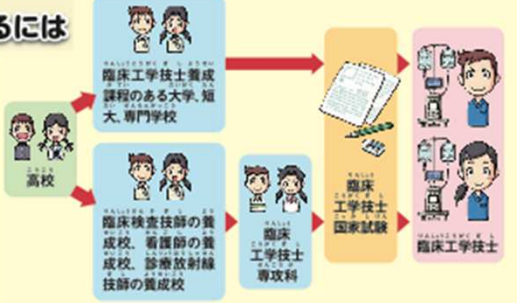 るには
臨床工学技士養成
課程のある大学、短
大、専門学校
高校
臨床検査技師の養
成校、看護師の養
成校、診療放射線
技師の養成校
臨床
工学技士
専攻科
臨床
工学技士
国家試験
臨床工学技士